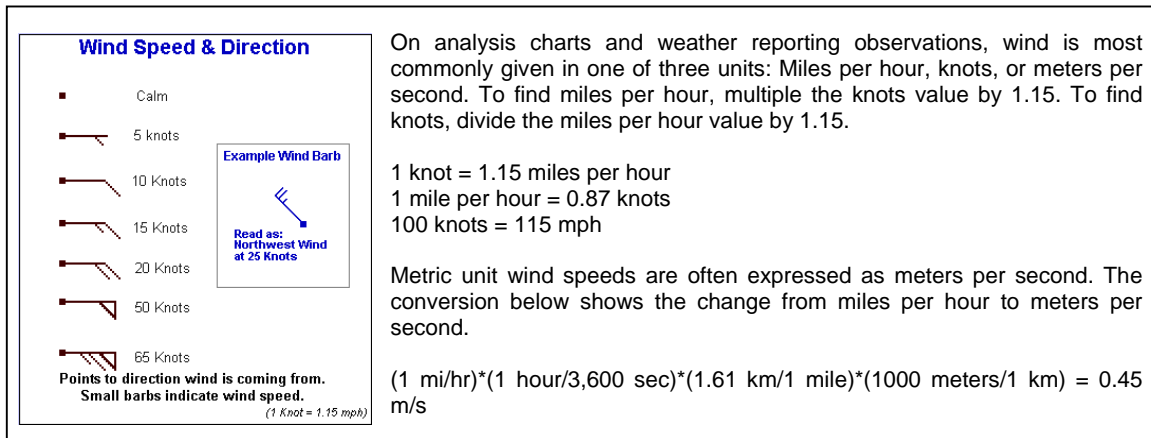 Wind Speed & Direction
Calm
5 knots
10 Knots
15 Knots
20 Knots
50 Knots
65 Knots
Example Wind Barb
Read as:
Northwest Wind
at 25 Knots
Points to direction wind is coming from.
Small barbs indicate wind speed.
(1 Knot = 1.15 mph)
On analysis charts and weather reporting observations, wind is most
commonly given in one of three units: Miles per hour, knots, or meters per
second. To find miles per hour, multiple the knots value by 1.15. To find
knots, divide the miles per hour value by 1.15.
1 knot = 1.15 miles per hour
1 mile per hour = 0.87 knots
100 knots = 115 mph
Metric unit wind speeds are often expressed as meters per second. The
conversion below shows the change from miles per hour to meters per
second.
(1 mi/hr)*(1 hour/3,600 sec)*(1.61 km/1 mile)*(1000 meters/1 km) = 0.45
m/s